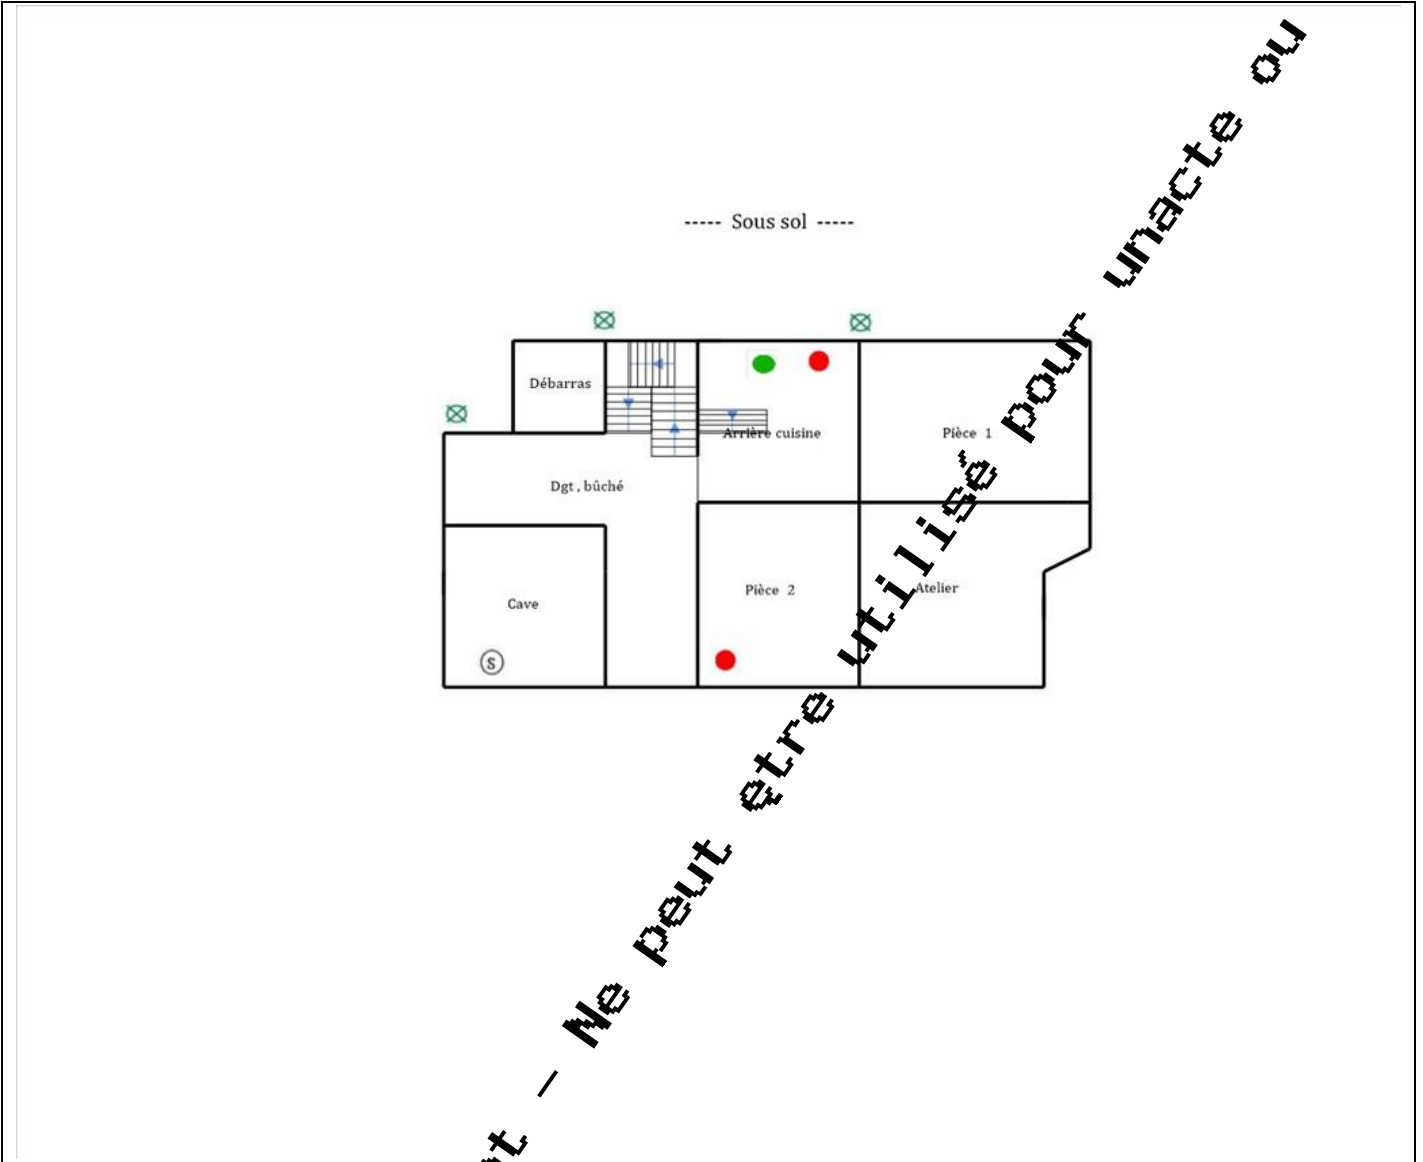 ----- Sous sol -----
Débarras
Arrière cuisine
Pièce 1
Dgt , bûché
Cave
S
Pièce 2
Atelier
- Ne peut ętre utilisé pour unacte ou